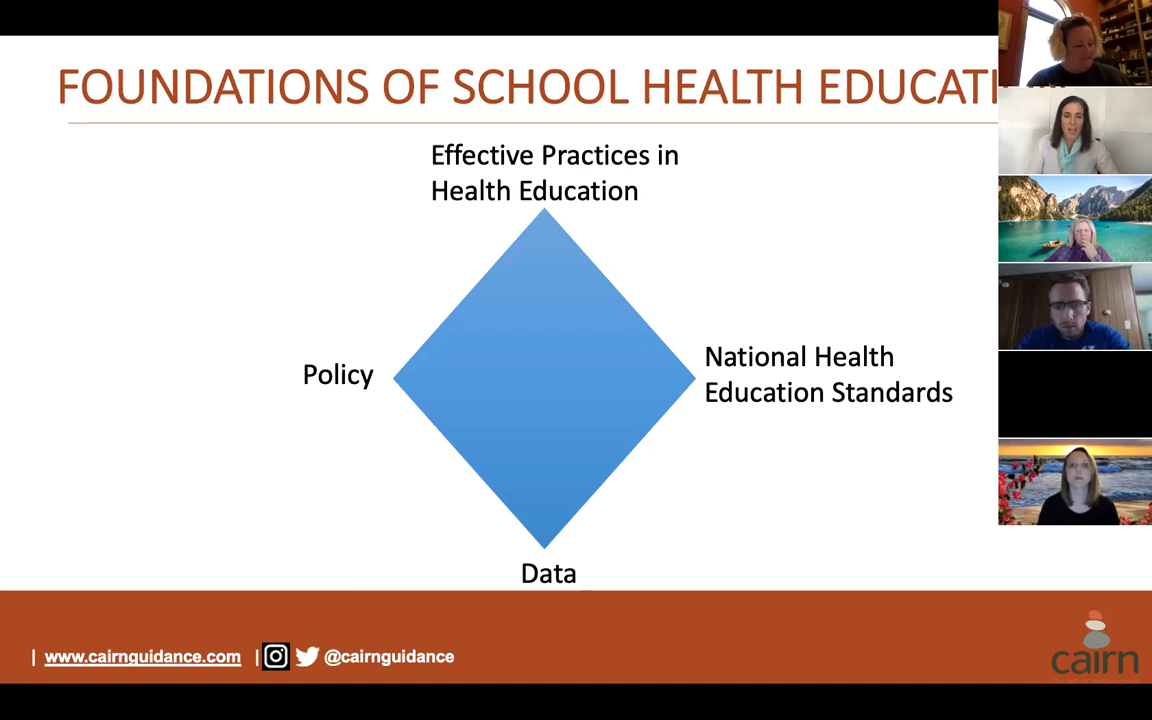 FOUNDATIONS OF SCHOOL HEALTH EDUCATI
Effective Practices in
Health Education
Policy
National Health
Education Standards
Data
| www.cairnguidance.com | @cairnguidance
cairn